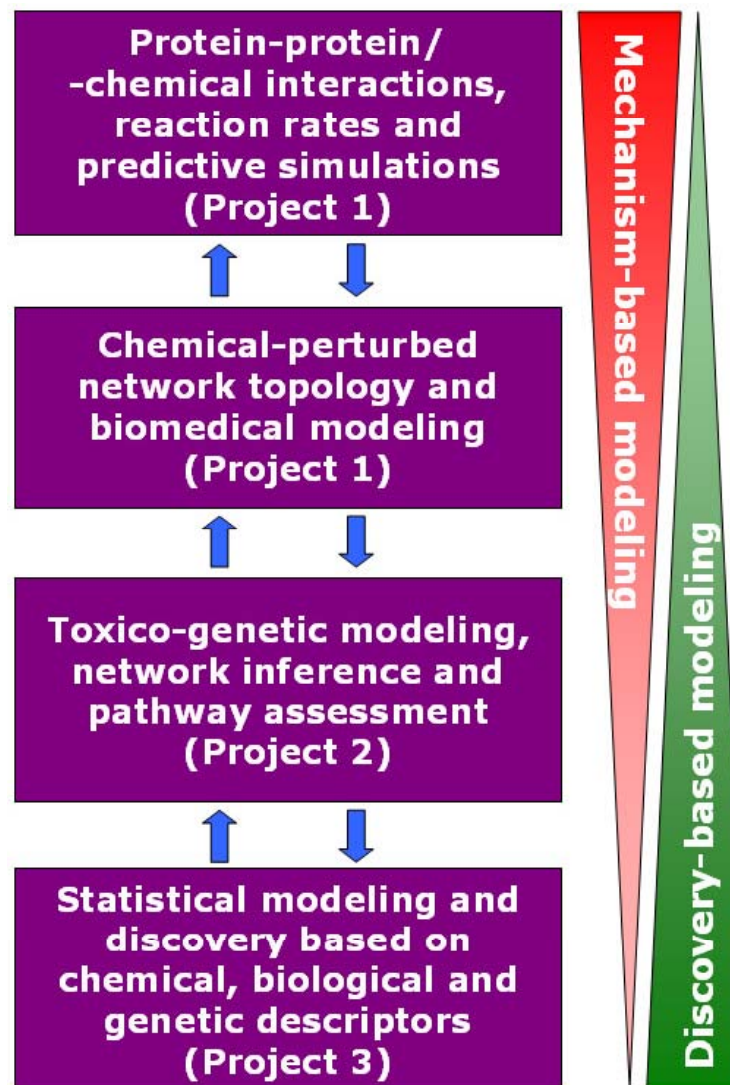 Protein-protein/
-chemical interactions,
reaction rates and
predictive simulations
(Project 1)
Chemical-perturbed
network topology and
biomedical modeling
(Project 1)
Toxico-genetic modeling,
network inference and
pathway assessment
(Project 2)
Statistical modeling and
discovery based on
chemical, biological and
genetic descriptors
(Project 3)
Mechanism-based modeling
Discovery-based modeling